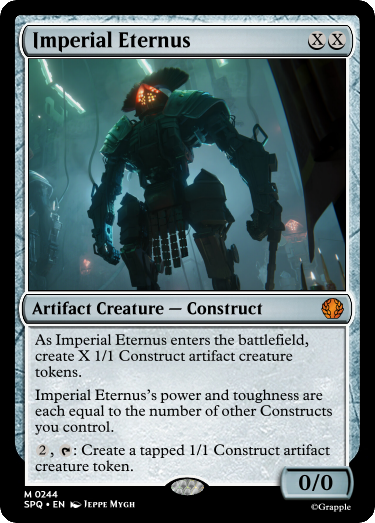 Imperial Eternus X X
Artifact Creature — Construct
As Imperial Eternus enters the battlefield,
create X 1/1 Construct artifact creature
tokens.
Imperial Eternus's power and toughness are
each equal to the number of other Constructs
you control.
2, T: Create a tapped 1/1 Construct artifact
creature token.
0/0
M 0244
SPQ • EN Jeppe Mygh
©Grapple